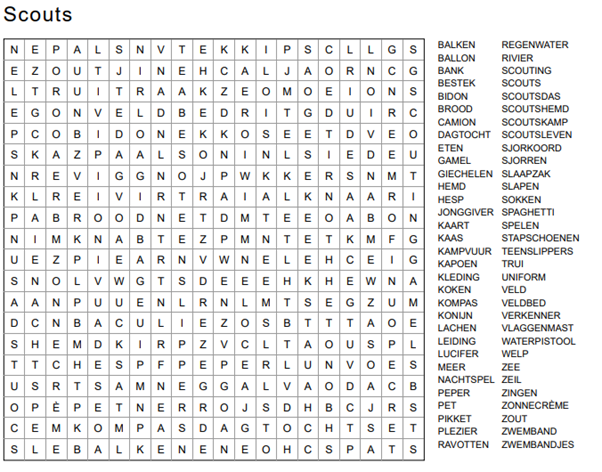 Scouts
N E P A L S N V T E K K I P S C L L G S
E Z O U T J I N E H C A L J A O R N C G
L T R U I T R A A K Z E O M O E I O N S
E G O N V E L D B E D R I T G D U I R C
P C O B I D O N E K K O S E E T D V E O
S K A Z P A A L S O N I N L S I E D E U
N R E V I G G N O J P W K K E R S N M T
K L R E I V I R T R A I A L K N A A R I
P A B R O O D N E T D M T E E O A B O N
N I M K N A B T E Z P M N T E T K M F G
U E Z P I E A R N V W N E L E H C E I G
S N O L V W G T S D E E E H K H E W N A
A A N P U U E N L R N L M T S E G Z U M
D C N B A C U L I E Z O S B T T T A O E
S H E M D K I R P Z V C L T A O U S P L
T T C H E S P F P E P E R L U N V O E S
U S R T S A M N E G G A L V A O D A C B
O P È P E T N E R R O J S D H B C J R S
C E M K O M P A S D A G T O C H T S E T
S L E B A L K E N E N E O H C S P A T S
BALKEN REGENWATER
BALLON RIVIER
BANK SCOUTING
BESTEK SCOUTS
BIDON SCOUTSDAS
BROOD SCOUTSHEMD
CAMION SCOUTSKAMP
DAGTOCHT SCOUTSLEVEN
ETEN SJORKOORD
GAMEL SJORREN
GIECHELEN SLAAPZAK
HEMD SLAPEN
HESP SOKKEN
JONGGIVER SPAGHETTI
KAART SPELEN
KAAS STAPSCHOENEN
KAMPVUUR TEENSLIPPERS
KAPOEN TRUI
KLEDING UNIFORM
KOKEN VELD
KOMPAS VELDBED
KONIJN VERKENNER
LACHEN VLAGGENMAST
LEIDING WATERPISTOOL
LUCIFER WELP
MEER ZEE
NACHTSPEL ZEIL
PEPER ZINGEN
PET ZONNECRÈME
PIKKET ZOUT
PLEZIER ZWEMBAND
RAVOTTEN ZWEMBANDJES